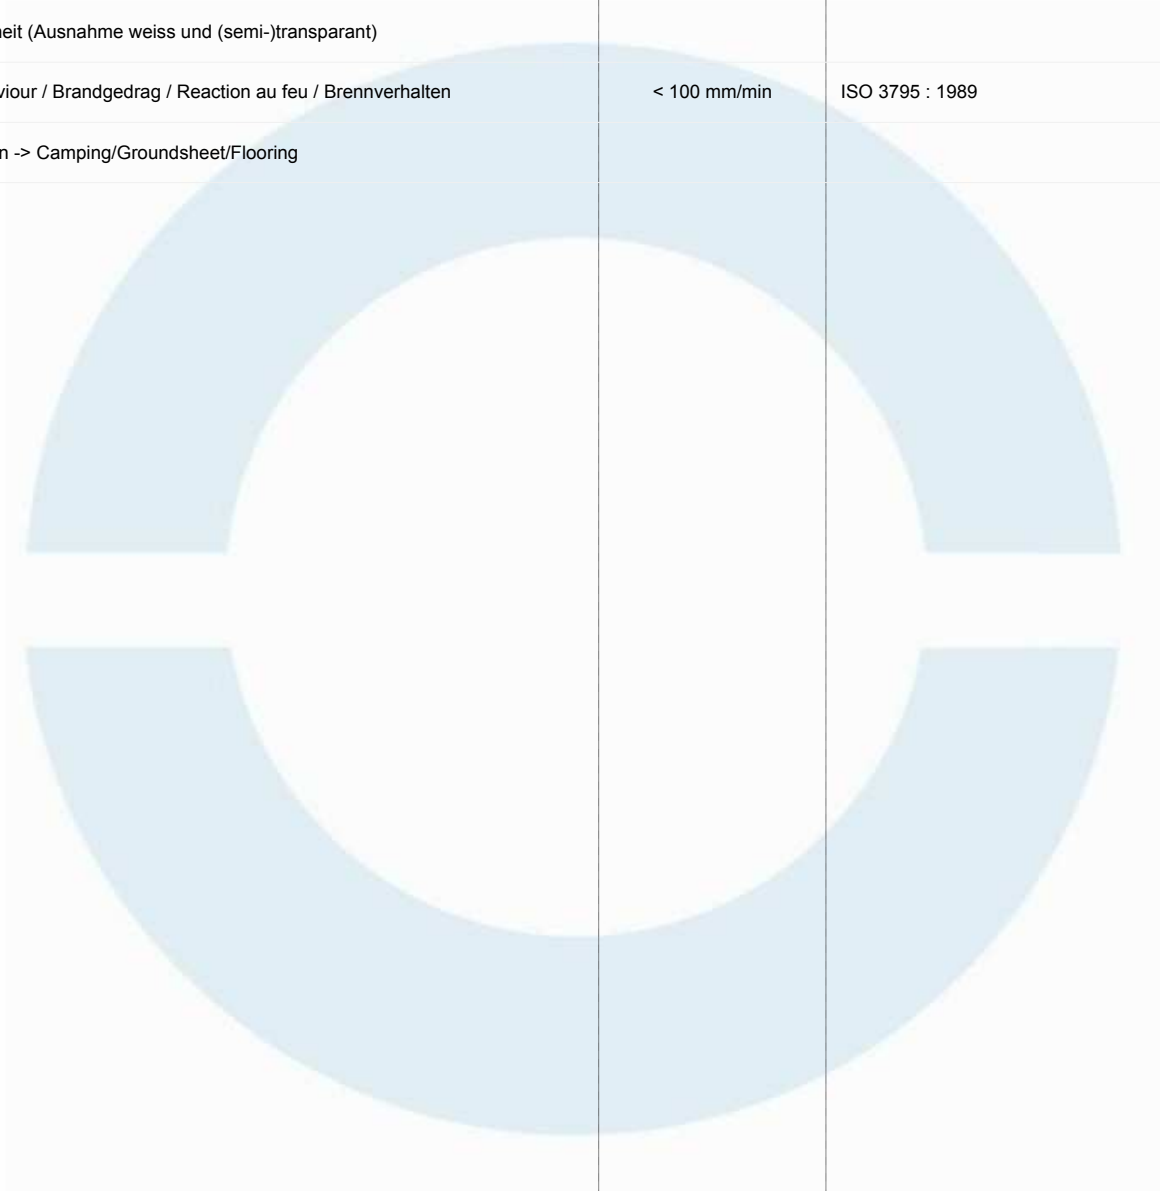 eit (Ausnahme weiss und (semi-)transparant)
viour / Brandgedrag / Reaction au feu / Brennverhalten < 100 mm/min ISO 3795 : 1989
n -> Camping/Groundsheet/Flooring